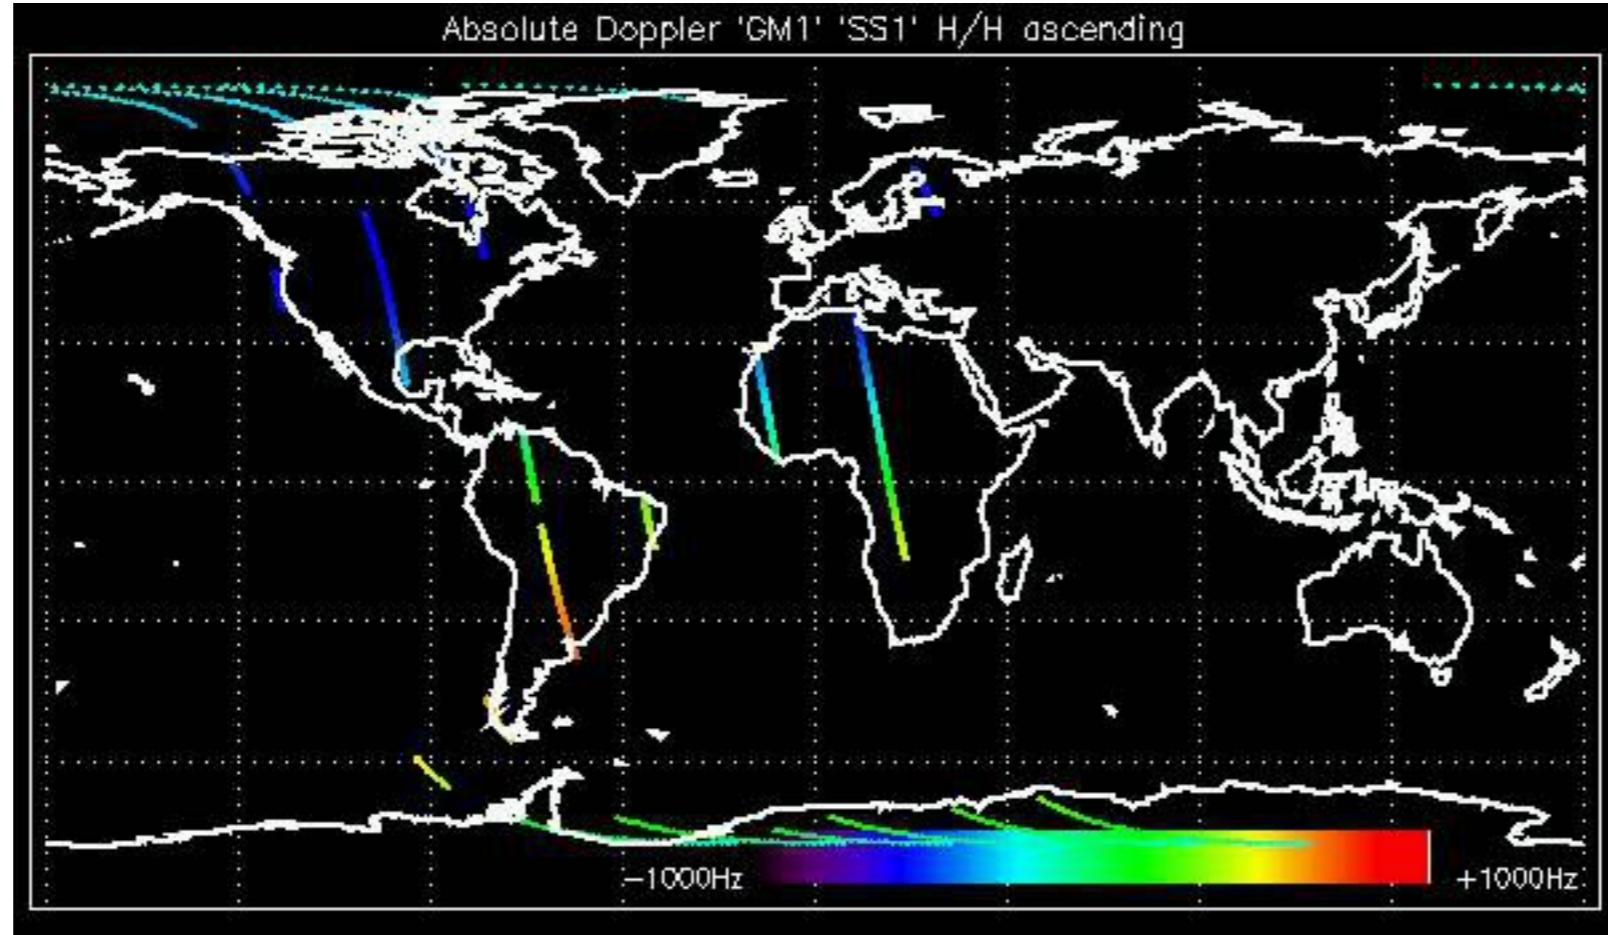 Absolute Doppler 'GM1' 'SS1' H/H ascending
-1000Hz
+1000Hz